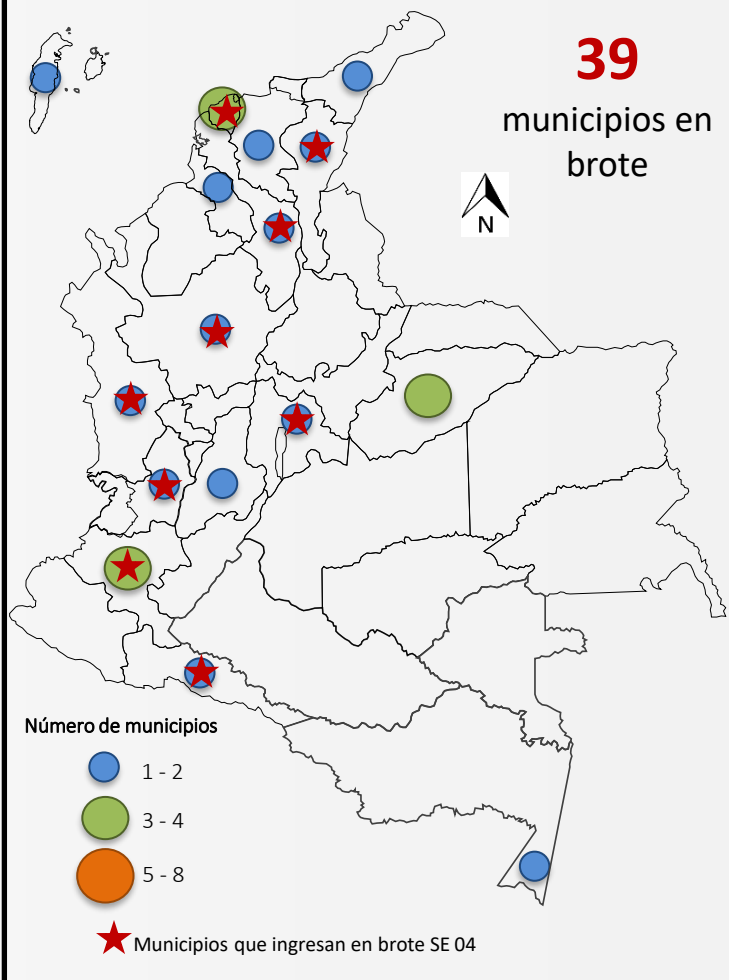 39
municipios en
brote
N
Número de municipios
1 - 2
3 - 4
5 - 8
Municipios que ingresan en brote SE 04